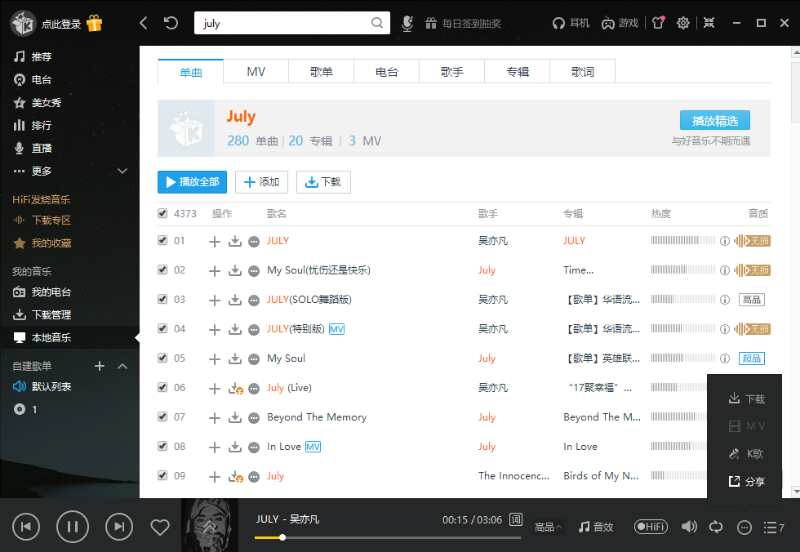 点此登录
july
每日签到抽奖
耳机
游戏
推荐
电台
美女秀
排行
直播
更多
HiFi发烧音乐
下载专区
我的收藏
我的音乐
我的电台
下载管理
本地音乐
自建歌单
默认列表
1
单曲 MV 歌单 电台 歌手 专辑 歌词
July
280 单曲 | 20 专辑 | 3 MV
播放精选
与好音乐不期而遇
播放全部 添加 下载
4373 操作 歌名 歌手 专辑 热度 音质
01 JULY 吴亦凡 JULY 无损
02 My Soul(忧伤还是快乐) July Time... 无损
03 JULY(SOLO舞蹈版) 吴亦凡 【歌单】华语流... 高品
04 JULY(特别版) MV 吴亦凡 【歌单】华语流... 无损
05 My Soul July 【歌单】英雄联... 超品
06 July (Live) 吴亦凡 "17聚幸福" ...
07 Beyond The Memory July Beyond The M...
08 In Love MV July In Love
09 July The Innocenc... Birds of My N...
下载
MV
K歌
分享
JULY - 吴亦凡
00:15 / 03:06 词
高品
音效
HiFi
7